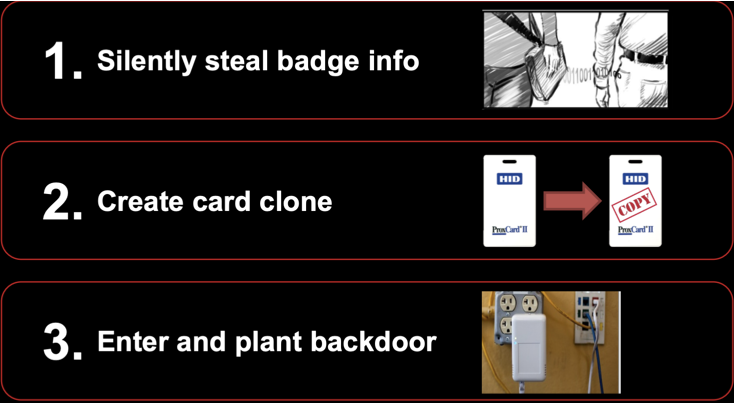 1. Silently steal badge info
2. Create card clone
HID
HID
COPY
ProxCard® II
ProxCard® II
3. Enter and plant backdoor